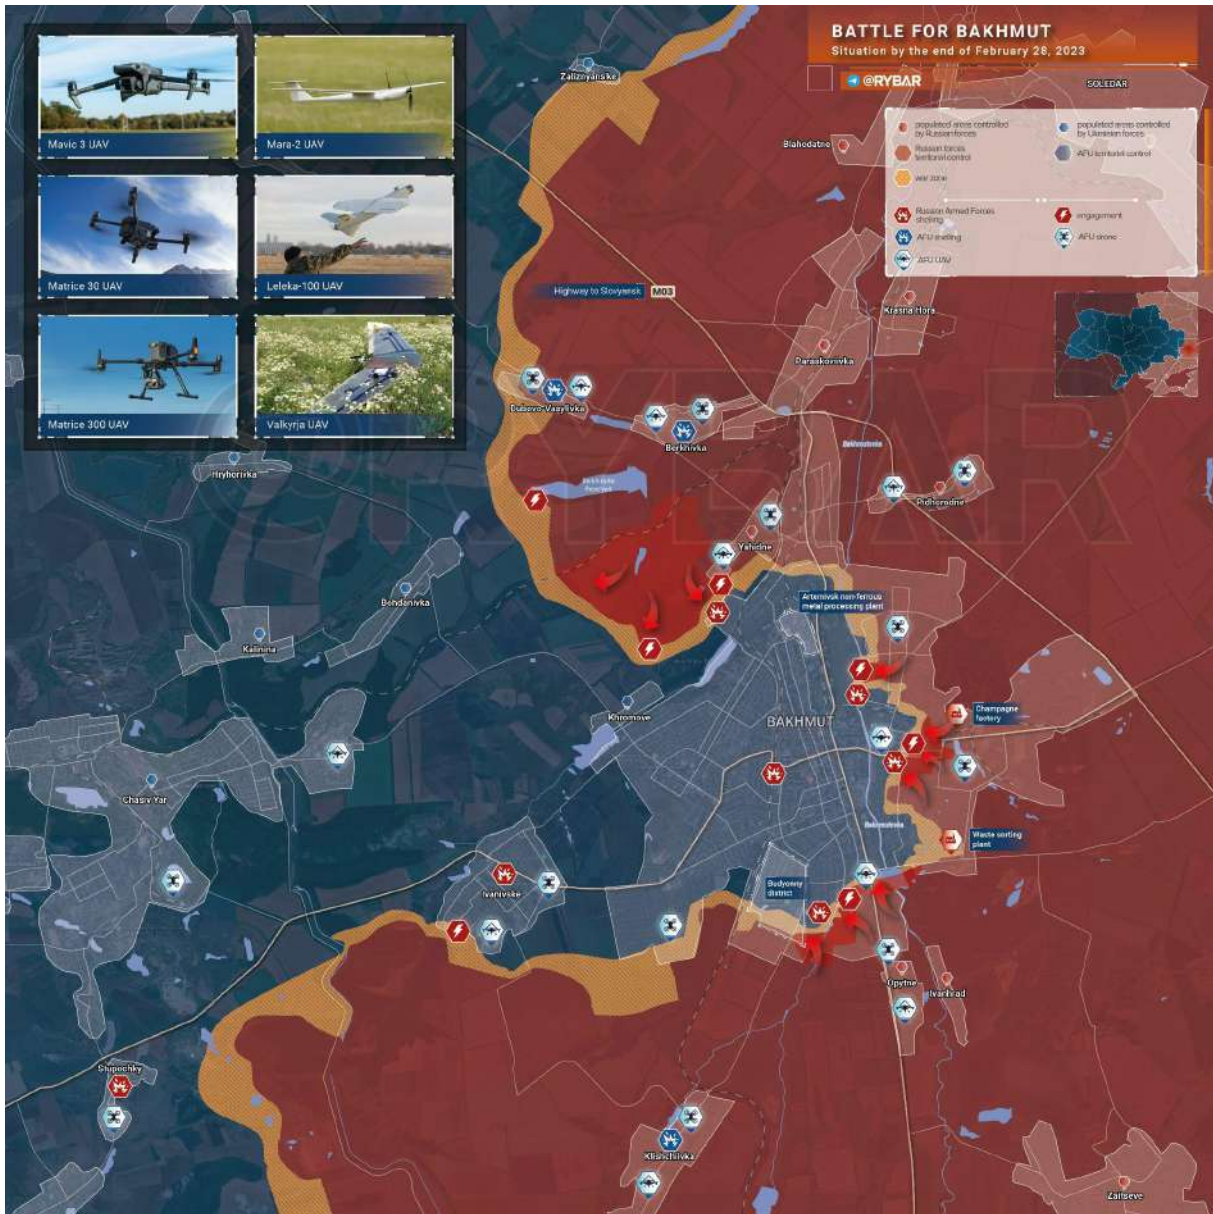 BATTLE FOR BAKHMUT
Situation by the end of February 28, 2023
@RYBAR
SOLEDAR
populated areas controlled
by Russian forces
populated areas controlled
by Ukrainian forces
Russian forces
territorial control
AFU territorial control
war zone
Russian Armed Forces
shelling
engagement
AFU shelling
AFU drone
AFU UAV
Mavic 3 UAV
Mara-2 UAV
Matrice 30 UAV
Leleka-100 UAV
Matrice 300 UAV
Valkyrja UAV
Zaliznyanske
Blahodatne
Highway to Slovyansk M03
Krasna Hora
Paraskoviivka
Dubovo-Vasylivka
Berkhivka
Bakhmutovka
Hryhorivka
Pidhorodne
@RYBAR
Yahidne
Bohdanivka
Artemivsk non-ferrous
metal processing plant
Kalinina
Khromove
BAKHMUT
Champagne
factory
Chasiv Yar
Bakhmutovka
Waste sorting
plant
Ivanivske
Budyonny
district
Opytne
Ivanhrad
Stupochky
Klishchiivka
Zaitseve